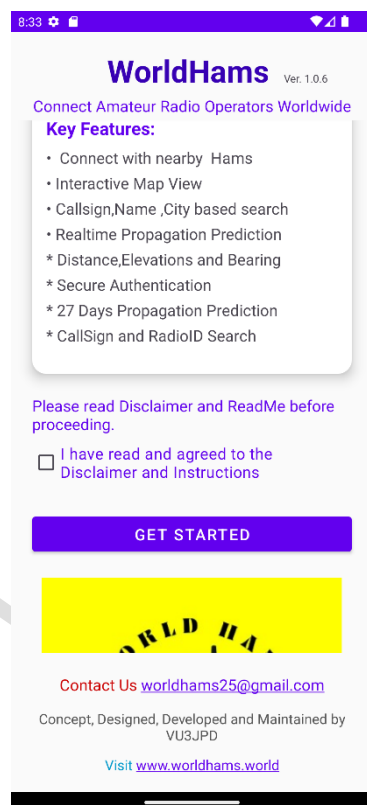 8:33
WorldHams Ver. 1.0.6
Connect Amateur Radio Operators Worldwide
Key Features:
• Connect with nearby Hams
• Interactive Map View
• Callsign,Name ,City based search
• Realtime Propagation Prediction
* Distance,Elevations and Bearing
* Secure Authentication
* 27 Days Propagation Prediction
* CallSign and RadioID Search
Please read Disclaimer and ReadMe before
proceeding.
I have read and agreed to the
Disclaimer and Instructions
GET STARTED
WORLD HA
Contact Us worldhams25@gmail.com
Concept, Designed, Developed and Maintained by
VU3JPD
Visit www.worldhams.world